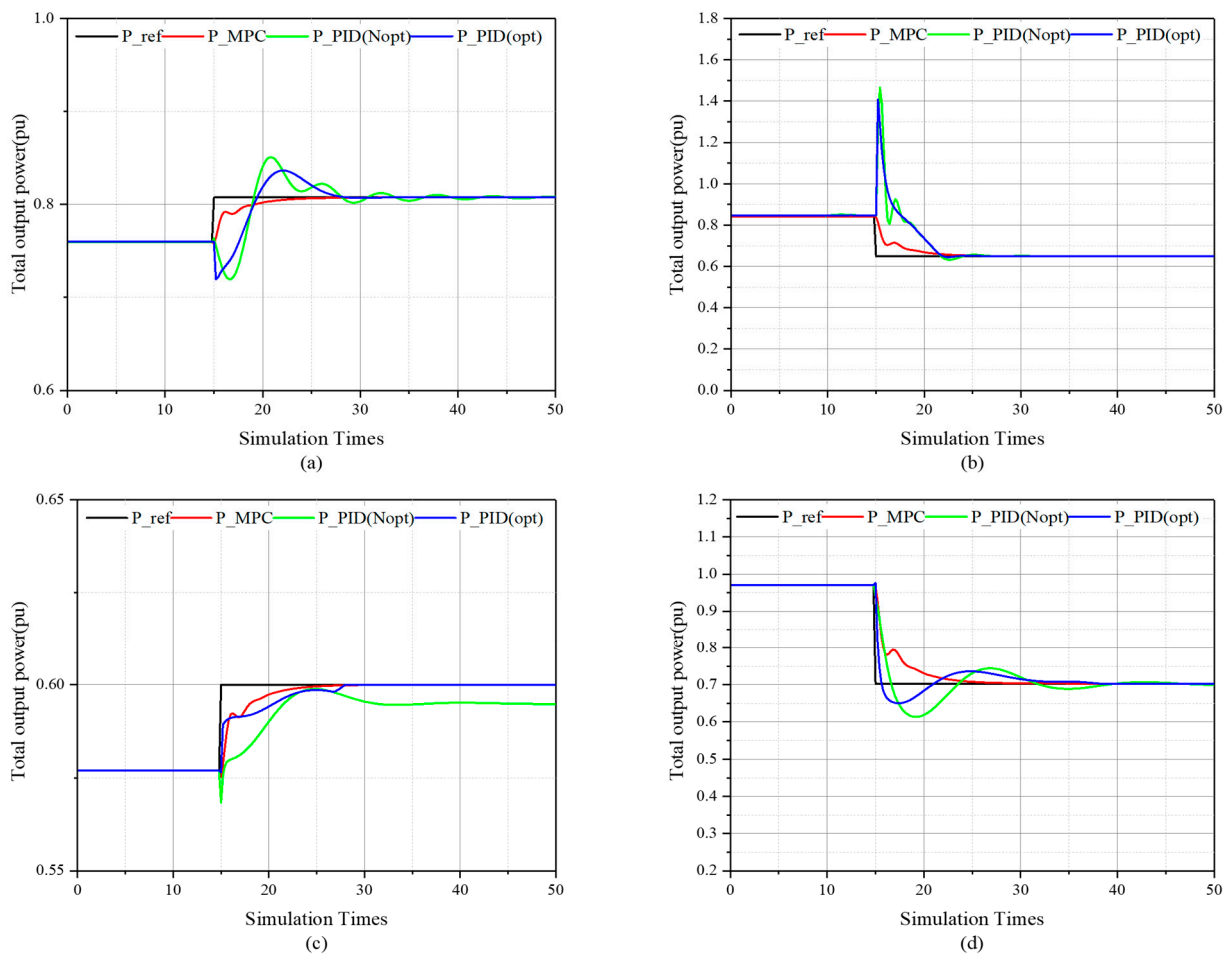 P_ref P_MPC P_PID(Nopt) P_PID(opt)
Total output power(pu)
1.0
0.8
0.6
0 10 20 30 40 50
Simulation Times
(a)
P_ref P_MPC P_PID(Nopt) P_PID(opt)
Total output power(pu)
1.8
1.6
1.4
1.2
1.0
0.8
0.6
0.4
0.2
0.0
0 10 20 30 40 50
Simulation Times
(b)
P_ref P_MPC P_PID(Nopt) P_PID(opt)
Total output power(pu)
0.65
0.60
0.55
0 10 20 30 40 50
Simulation Times
(c)
P_ref P_MPC P_PID(Nopt) P_PID(opt)
Total output power(pu)
1.2
1.1
1.0
0.9
0.8
0.7
0.6
0.5
0.4
0.3
0.2
0 10 20 30 40 50
Simulation Times
(d)